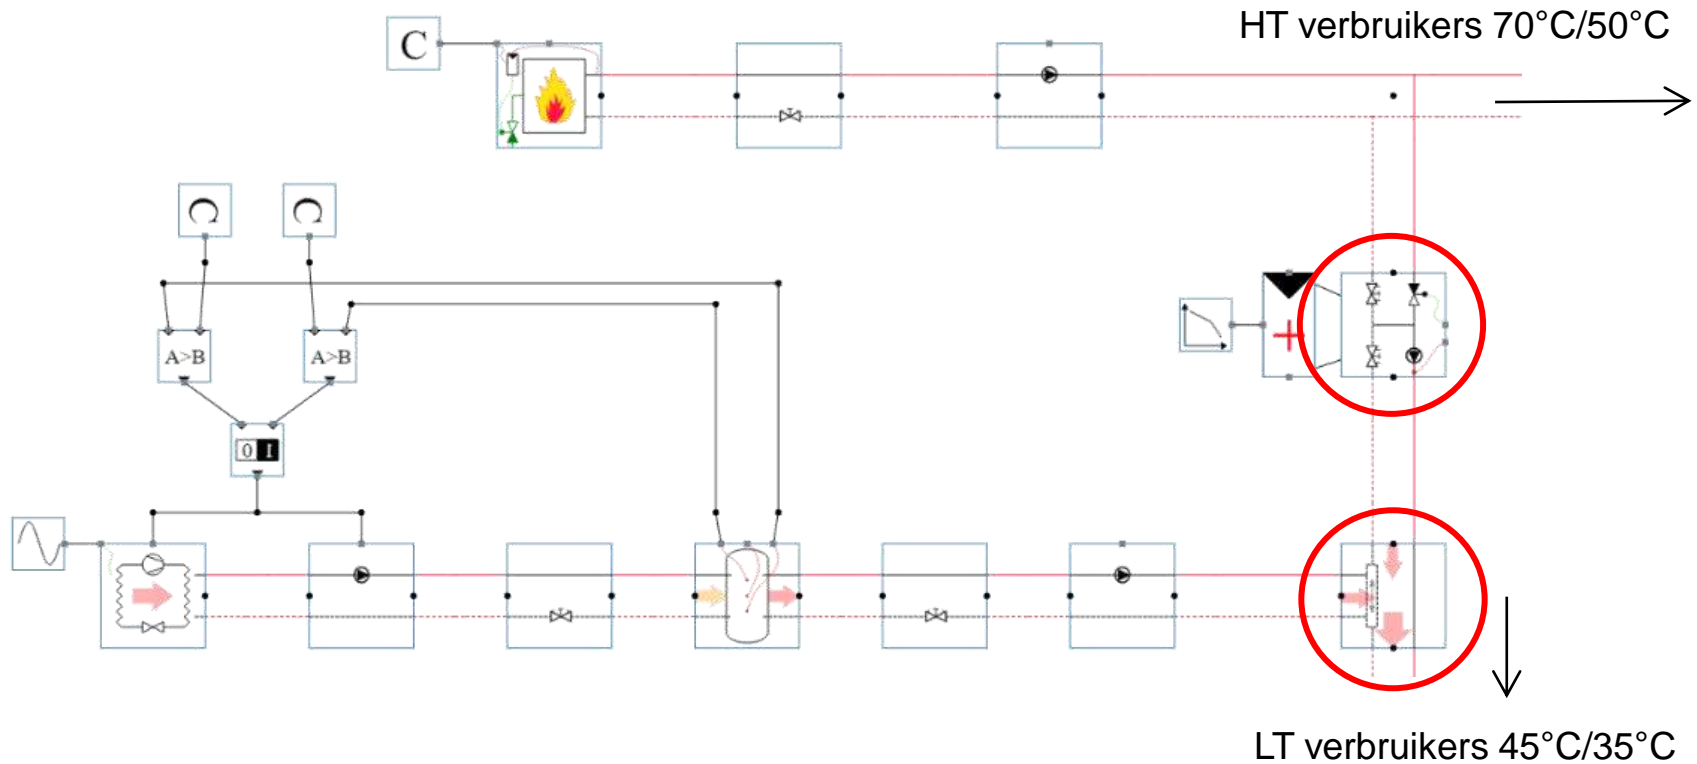 HT verbruikers 70°C/50°C
C
C
C
A>B
A>B
0 I
LT verbruikers 45°C/35°C